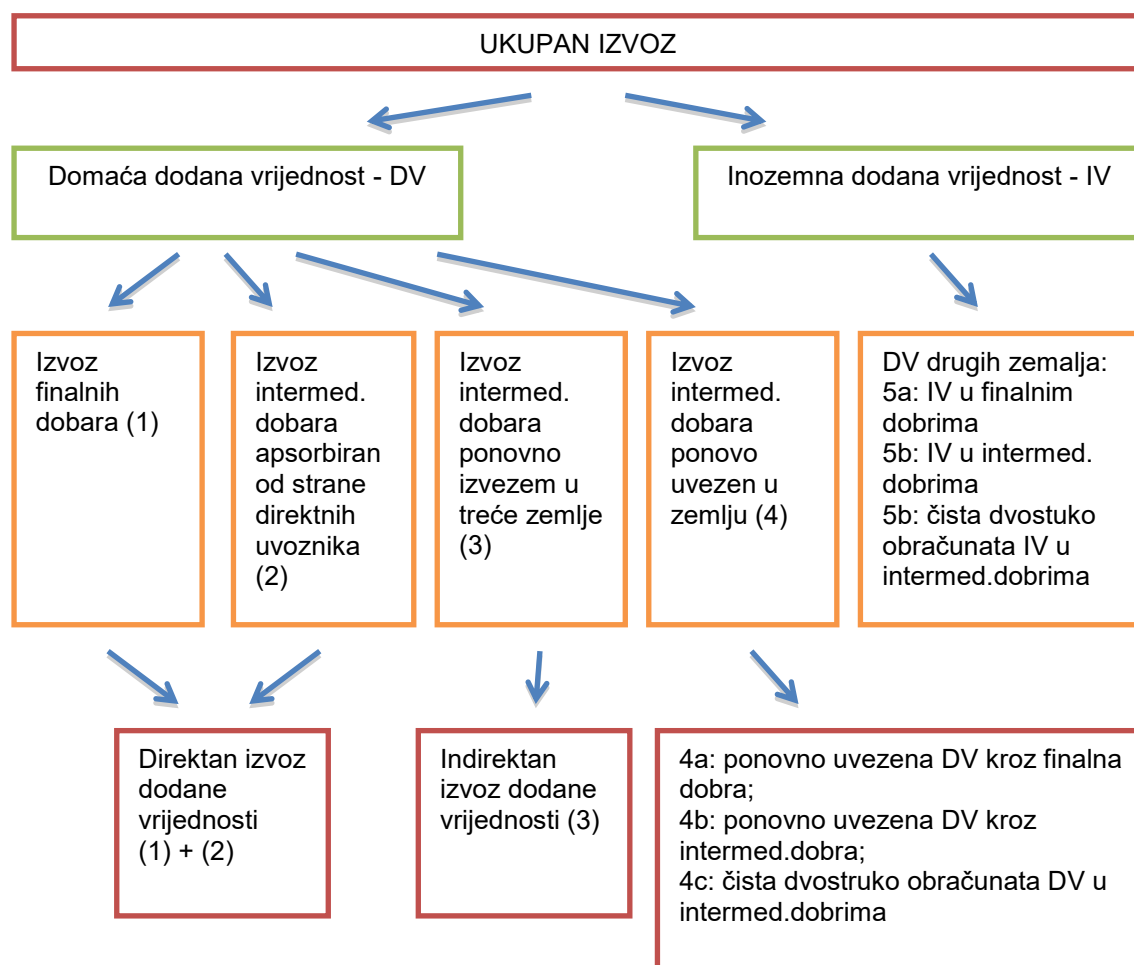 UKUPAN IZVOZ
Domaća dodana vrijednost - DV
Inozemna dodana vrijednost - IV
Izvoz
finalnih
dobara (1)
Izvoz
intermed.
dobara
apsorbiran
od strane
direktnih
uvoznika
(2)
Izvoz
intermed.
dobara
ponovno
izvezem u
treće zemlje
(3)
Izvoz
intermed.
dobara
ponovo
uvezen u
zemlju (4)
DV drugih zemalja:
5a: IV u finalnim
dobrima
5b: IV u intermed.
dobrima
5b: čista dvostuko
obračunata IV u
intermed.dobrima
Direktan izvoz
dodane
vrijednosti
(1) + (2)
Indirektan
izvoz dodane
vrijednosti (3)
4a: ponovno uvezena DV kroz finalna
dobra;
4b: ponovno uvezena DV kroz
intermed.dobra;
4c: čista dvostruko obračunata DV u
intermed.dobrima